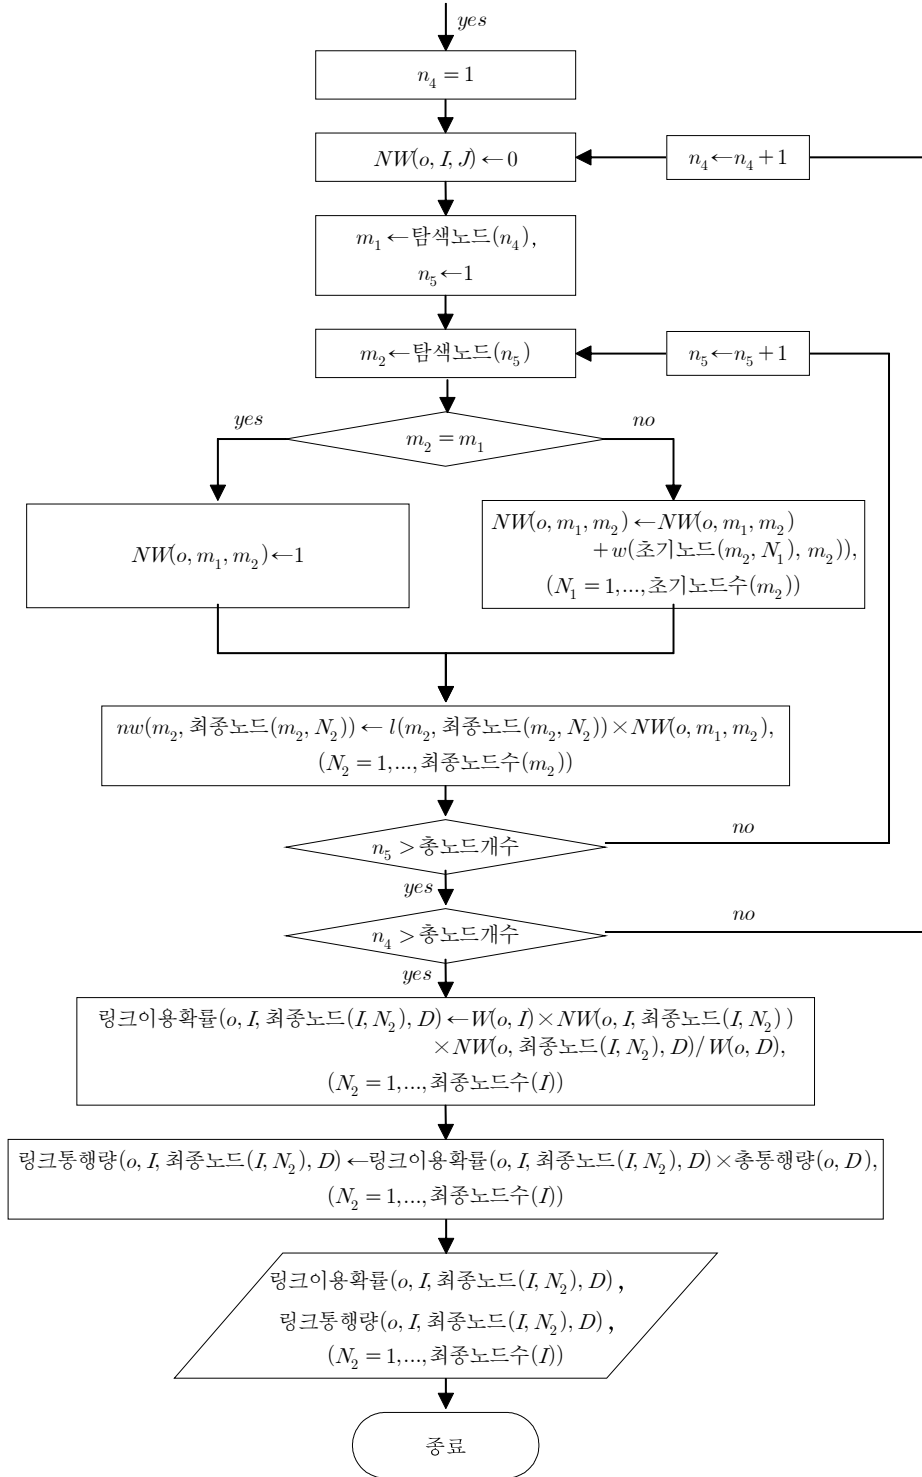 yes
n₄ = 1
NW(o, I, J) ← 0
n₄ ← n₄ + 1
m₁ ← 탐색노드(n₄),
n₅ ← 1
m₂ ← 탐색노드(n₅)
n₅ ← n₅ + 1
yes
m₂ = m₁
no
NW(o, m₁, m₂) ← 1
NW(o, m₁, m₂) ← NW(o, m₁, m₂)
+ w(초기노드(m₂, N₁), m₂)),
(N₁ = 1,...,초기노드수(m₂))
nw(m₂, 최종노드(m₂, N₂)) ← l(m₂, 최종노드(m₂, N₂)) × NW(o, m₁, m₂),
(N₂ = 1,...,최종노드수(m₂))
n₅ > 총노드개수
no
yes
n₄ > 총노드개수
no
yes
링크이용확률(o, I, 최종노드(I, N₂), D) ← W(o, I) × NW(o, I, 최종노드(I, N₂))
× NW(o, 최종노드(I, N₂), D)/W(o, D),
(N₂ = 1,...,최종노드수(I))
링크통행량(o, I, 최종노드(I, N₂), D) ← 링크이용확률(o, I, 최종노드(I, N₂), D) × 총통행량(o, D),
(N₂ = 1,...,최종노드수(I))
링크이용확률(o, I, 최종노드(I, N₂), D),
링크통행량(o, I, 최종노드(I, N₂), D),
(N₂ = 1,...,최종노드수(I))
종료